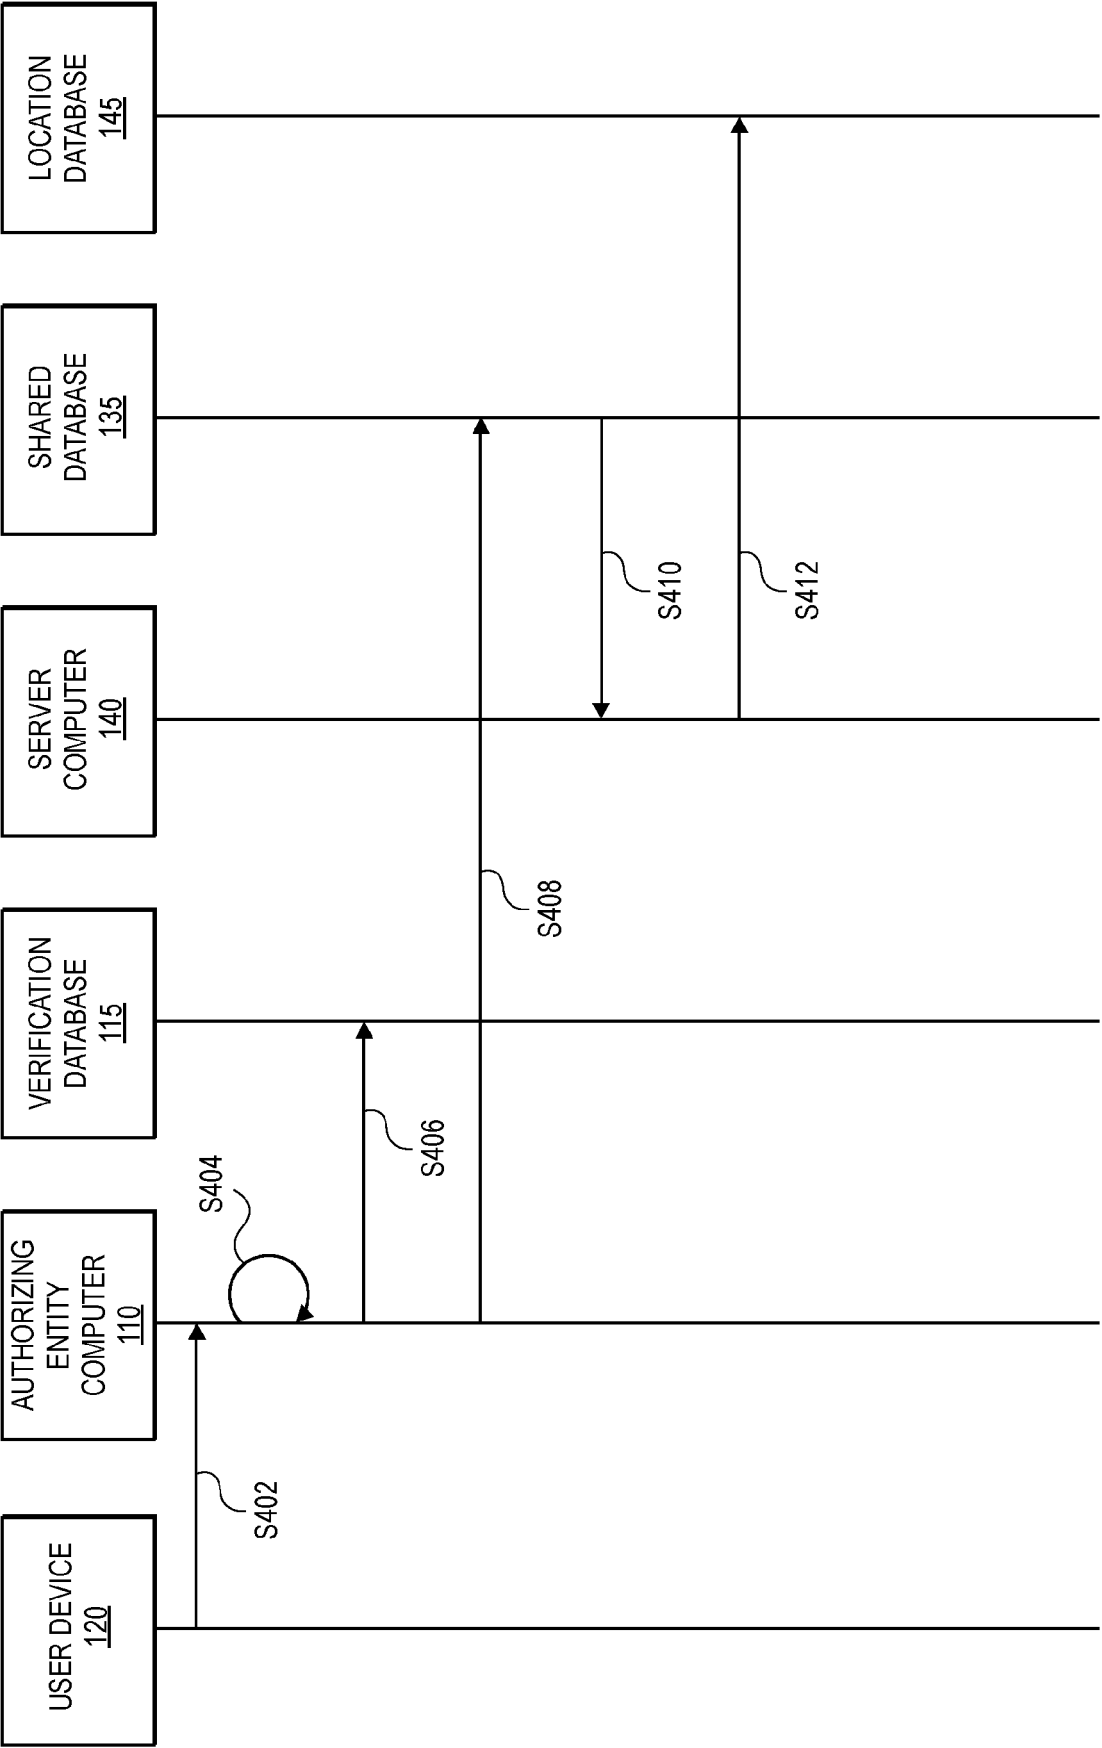 USER DEVICE
120
AUTHORIZING
ENTITY
COMPUTER
110
VERIFICATION
DATABASE
115
SERVER
COMPUTER
140
SHARED
DATABASE
135
LOCATION
DATABASE
145
S402
S404
S406
S408
S410
S412